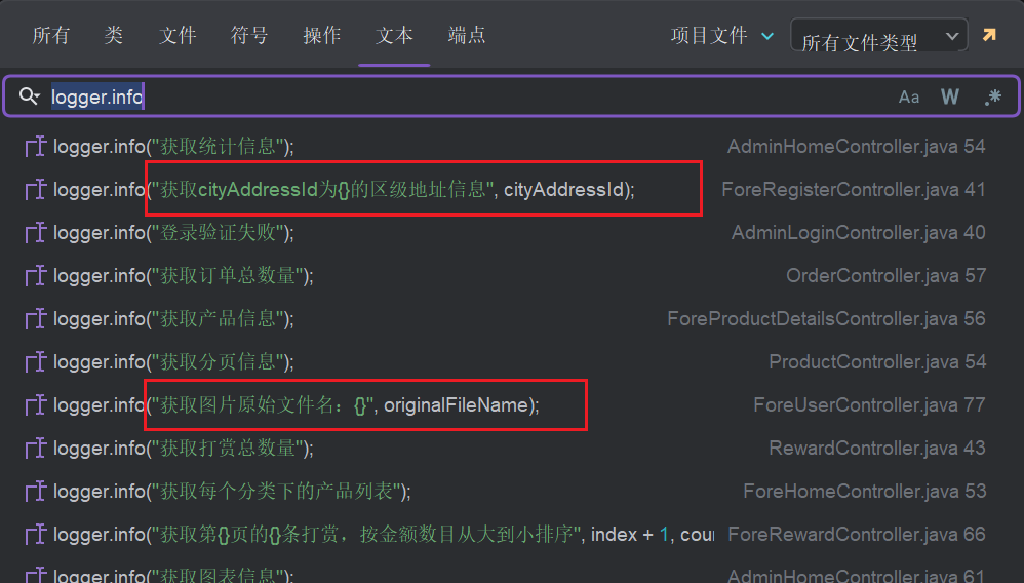 所有 类 文件 符号 操作 文本 端点 项目文件 所有文件类型
logger.info Aa W .*
logger.info("获取统计信息"); AdminHomeController.java 54
logger.info("获取cityAddressId为{}的区级地址信息", cityAddressId); ForeRegisterController.java 41
logger.info("登录验证失败"); AdminLoginController.java 40
logger.info("获取订单总数量"); OrderController.java 57
logger.info("获取产品信息"); ForeProductDetailsController.java 56
logger.info("获取分页信息"); ProductController.java 54
logger.info("获取图片原始文件名：{}", originalFileName); ForeUserController.java 77
logger.info("获取打赏总数量"); RewardController.java 43
logger.info("获取每个分类下的产品列表"); ForeHomeController.java 53
logger.info("获取第{}页的{}条打赏，按金额数目从大到小排序", index + 1, cour ForeRewardController.java 66
logger.info("获取图表信息"); AdminHomeController.java 61